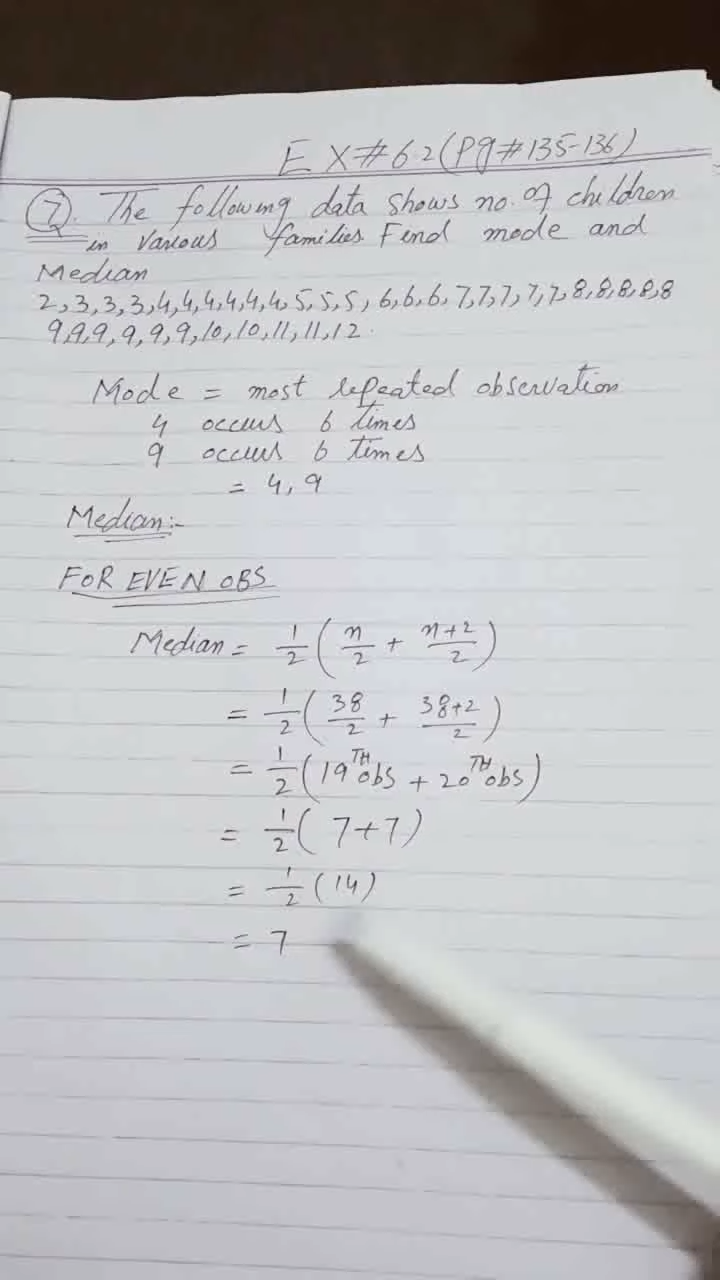 EX#6.2(Pg#135-136)
7. The following data shows no. of children
in various families. Find mode and
Median
2,3,3,3,4,4,4,4,4,4,5,5,5,6,6,6,7,7,7,7,7,8,8,8,8,8
9,9,9,9,9,9,10,10,11,11,12.
Mode = most repeated observation
4 occurs 6 times
9 occurs 6 times
= 4,9
Median:-
FOR EVEN OBS
Median = 1/2 (n/2 + n+2/2)
= 1/2 (38/2 + 38+2/2)
= 1/2 (19TH obs + 20TH obs)
= 1/2 (7+7)
= 1/2 (14)
= 7